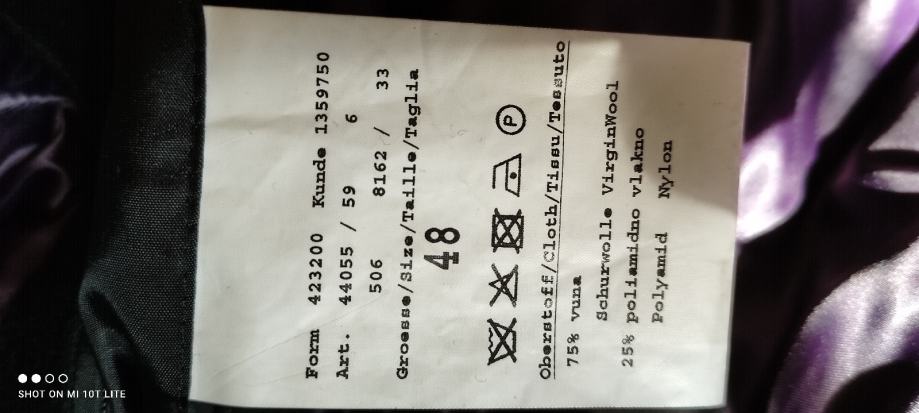 Form 423200 Kunde 1359750
Art. 44055 / 59 6
506 8162 / 33
Groesse/Size/Taille/Taglia
48
P
Oberstoff/Cloth/Tissu/Tessuto
75% vuna
Schurwolle VirginWool
25% poliamidno vlakno
Polyamid Nylon
SHOT ON MI 10T LITE